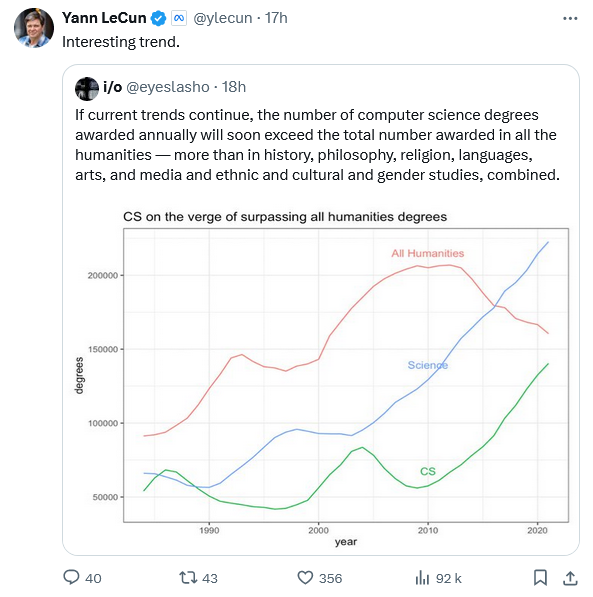 Yann LeCun @ylecun · 17h
Interesting trend.
i/o @eyeslasho · 18h
If current trends continue, the number of computer science degrees
awarded annually will soon exceed the total number awarded in all the
humanities — more than in history, philosophy, religion, languages,
arts, and media and ethnic and cultural and gender studies, combined.
CS on the verge of surpassing all humanities degrees
All Humanities
200000
150000
Science
degrees
100000
CS
50000
1990 2000 2010 2020
year
40 43 356 92 k